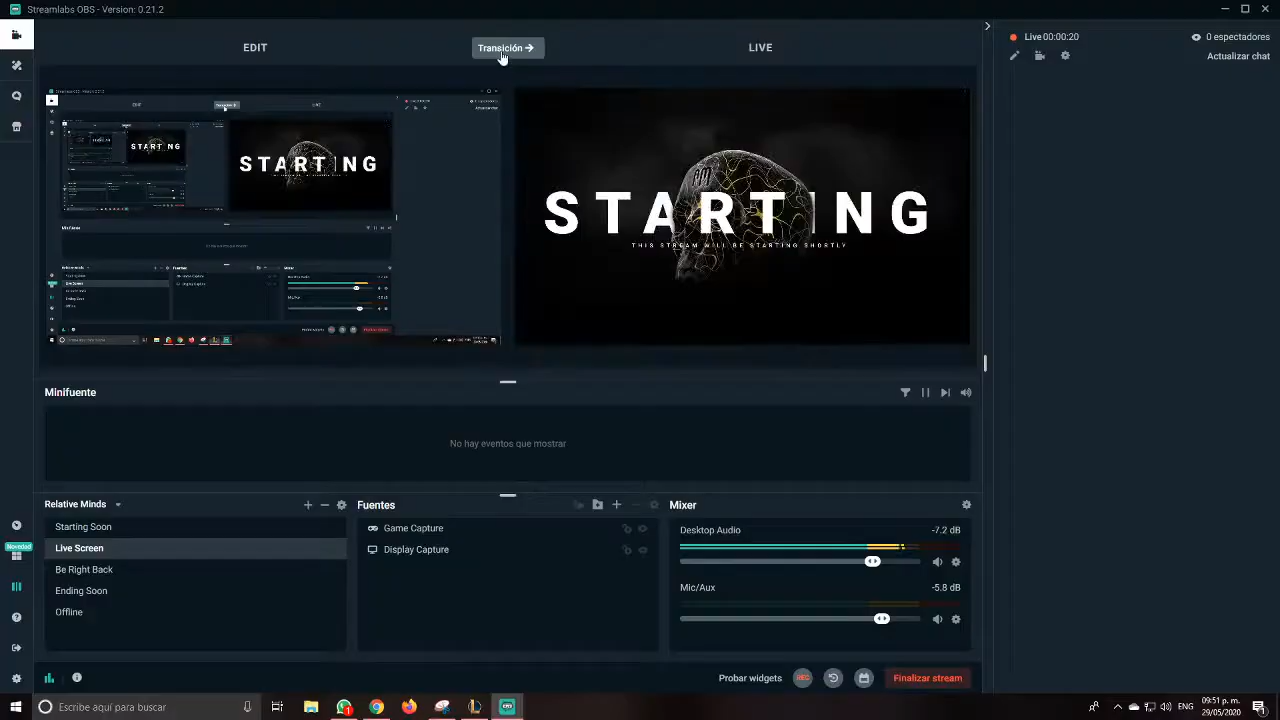 Streamlabs OBS - Version: 0.21.2
EDIT
Transición
LIVE
Live 00:00:20
0 espectadores
Actualizar chat
STARTING
STARTING
STARTING
THIS STREAM WILL BE STARTING SHORTLY
Minifuente
No hay eventos que mostrar
Relative Minds
Fuentes
Mixer
Starting Soon
Live Screen
Be Right Back
Ending Soon
Offline
Game Capture
Display Capture
Desktop Audio
-7.2 dB
Mic/Aux
-5.8 dB
Novedad
Probar widgets
REC
Finalizar stream
Escribe aquí para buscar
1
ENG
09:51 p. m.
29/05/2020